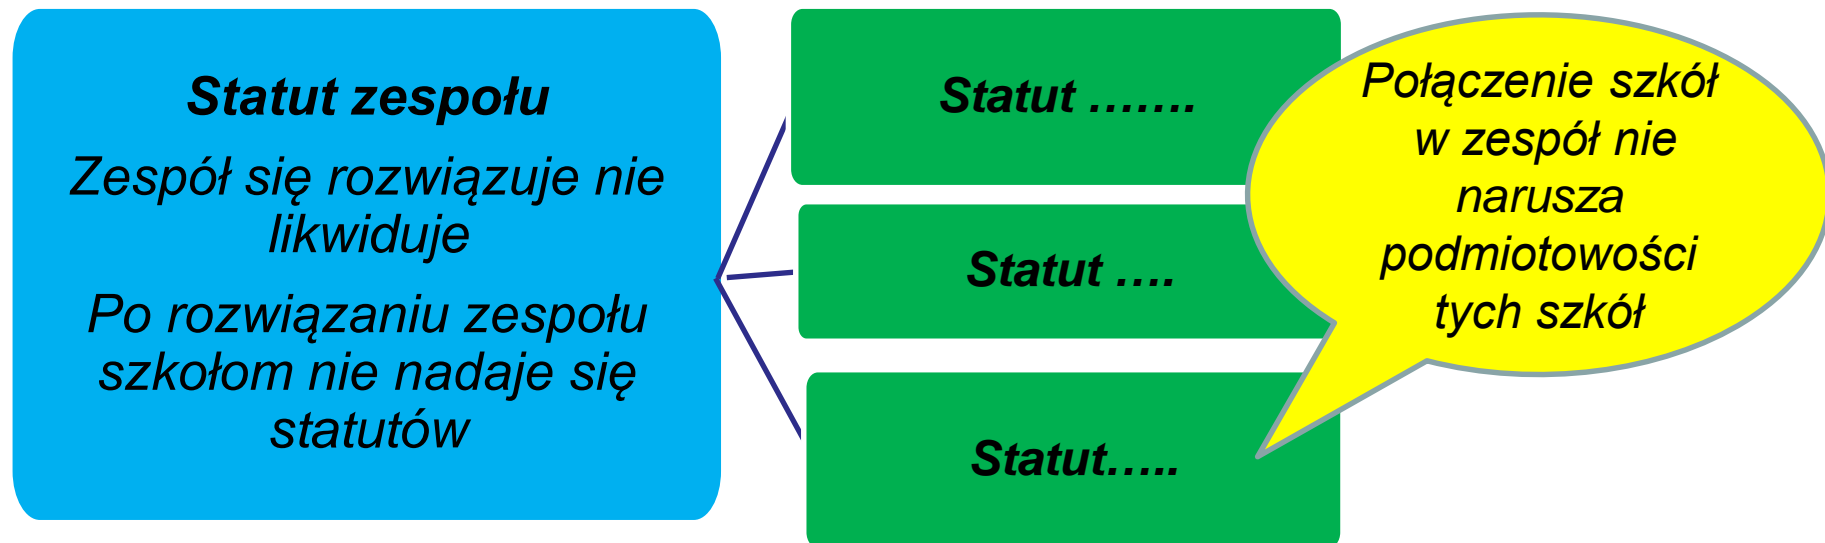 Statut zespołu
Zespół się rozwiązuje nie
likwiduje
Po rozwiązaniu zespołu
szkołom nie nadaje się
statutów
Statut …….
Statut ….
Statut…..
Połączenie szkół
w zespół nie
narusza
podmiotowości
tych szkół